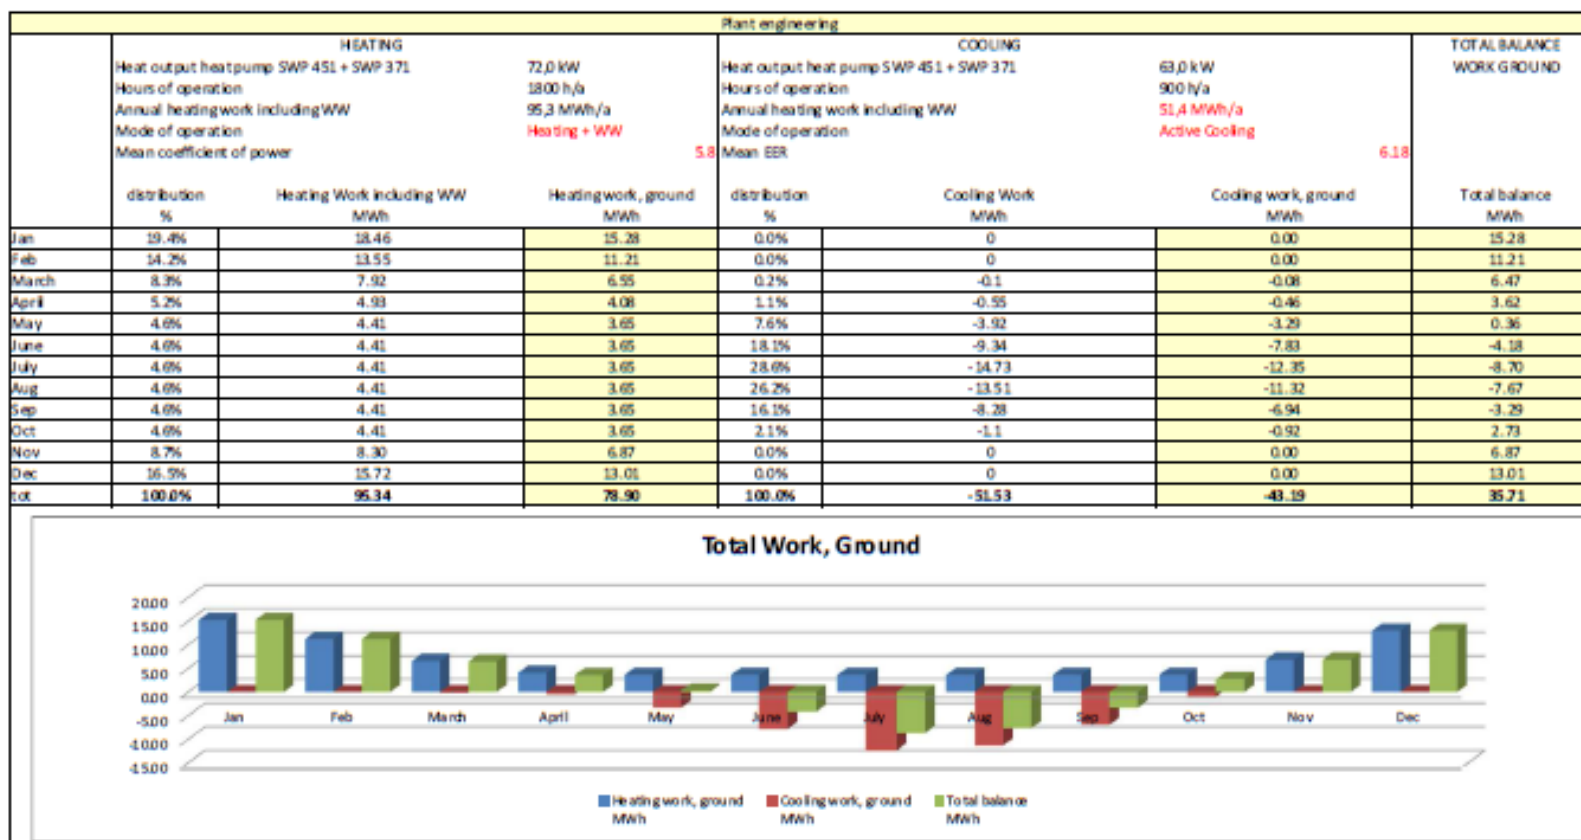 Plant engineering
HEATING COOLING TOTAL BALANCE
Heat output heat pump SWP 451 + SWP 371 72,0 kW Heat output heat pump SWP 451 + SWP 371 63,0 kW WORK GROUND
Hours of operation 1800 h/a Hours of operation 900 h/a
Annual heating work including WW 95,3 MWh/a Annual heating work including WW 51,4 MWh/a
Mode of operation Heating + WW Mode of operation Active Cooling
Mean coefficient of power 5.8 Mean EER 6.18
distribution Heating Work including WW Heating work, ground distribution Cooling Work Cooling work, ground Total balance
% MWh MWh % MWh MWh MWh
Jan 19.4% 18.46 15.28 0.0% 0 0.00 15.28
Feb 14.2% 13.55 11.21 0.0% 0 0.00 11.21
March 8.3% 7.92 6.55 0.2% -0.1 -0.08 6.47
April 5.2% 4.93 4.08 1.1% -0.55 -0.46 3.62
May 4.6% 4.41 3.65 7.6% -3.92 -3.29 0.36
June 4.6% 4.41 3.65 18.1% -9.34 -7.83 -4.18
July 4.6% 4.41 3.65 28.6% -14.73 -12.35 -8.70
Aug 4.6% 4.41 3.65 26.2% -13.51 -11.32 -7.67
Sep 4.6% 4.41 3.65 16.1% -8.28 -6.94 -3.29
Oct 4.6% 4.41 3.65 2.1% -1.1 -0.92 2.73
Nov 8.7% 8.30 6.87 0.0% 0 0.00 6.87
Dec 16.5% 15.72 13.01 0.0% 0 0.00 13.01
tot 100.0% 95.34 78.90 100.0% -51.53 -43.19 35.71
Total Work, Ground
20.00
15.00
10.00
5.00
0.00
-5.00
-10.00
-15.00
Jan Feb March April May June July Aug Sep Oct Nov Dec
Heating work, ground Cooling work, ground Total balance
MWh MWh MWh